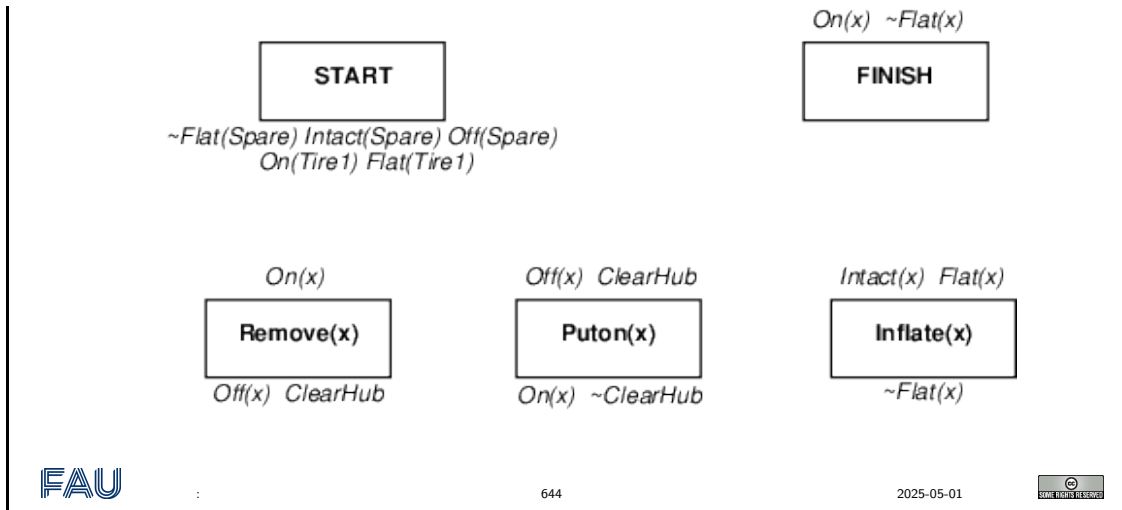 On(x) ~Flat(x)
START
FINISH
~Flat(Spare) Intact(Spare) Off(Spare)
On(Tire1) Flat(Tire1)
On(x)
Off(x) ClearHub
Intact(x) Flat(x)
Remove(x)
Puton(x)
Inflate(x)
Off(x) ClearHub
On(x) ~ClearHub
~Flat(x)
FAU
:
644
2025-05-01
cc
SOME RIGHTS RESERVED